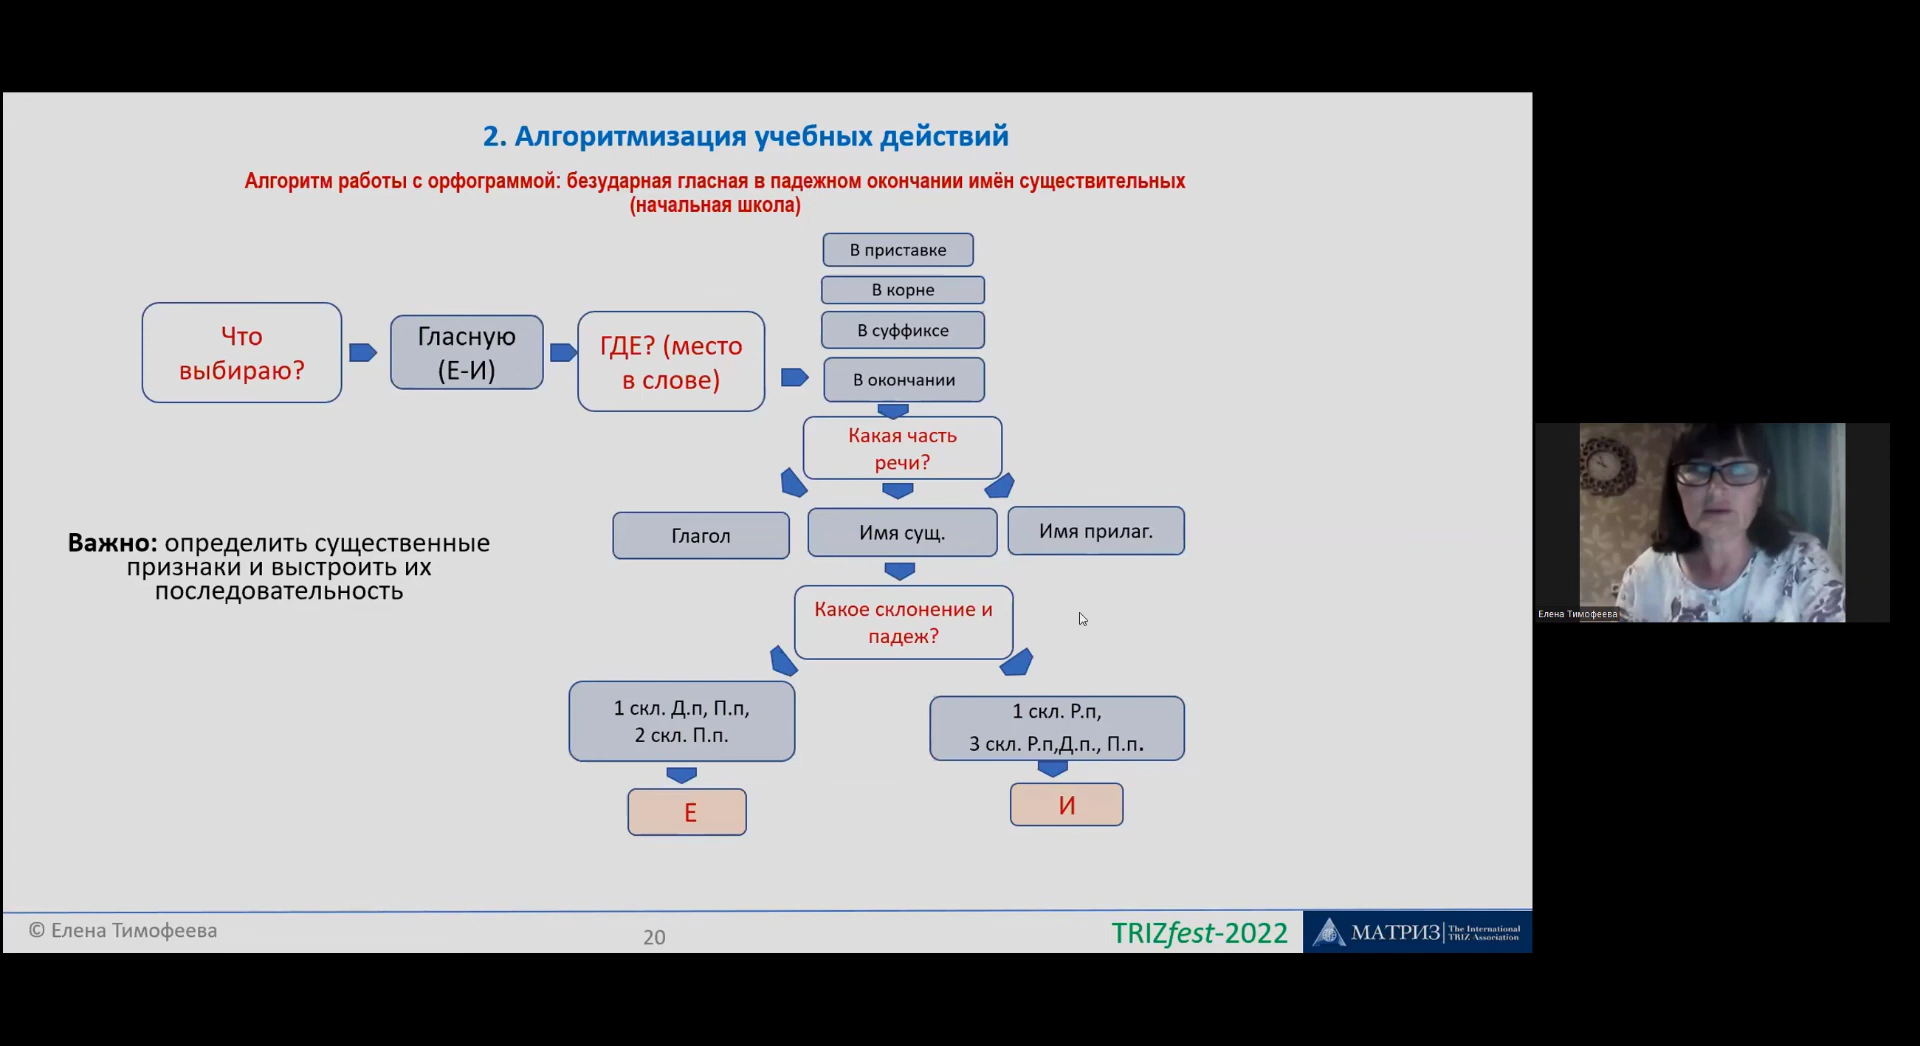 2. Алгоритмизация учебных действий
Алгоритм работы с орфограммой: безударная гласная в падежном окончании имён существительных
(начальная школа)
Что
выбираю?
Гласную
(Е-И)
ГДЕ? (место
в слове)
В приставке
В корне
В суффиксе
В окончании
Какая часть
речи?
Глагол
Имя сущ.
Имя прилаг.
Важно: определить существенные
признаки и выстроить их
последовательность
Какое склонение и
падеж?
1 скл. Д.п, П.п,
2 скл. П.п.
1 скл. Р.п,
3 скл. Р.п,Д.п., П.п.
Е
И
Елена Тимофеева
© Елена Тимофеева
20
TRIZfest-2022
МАТРИЗ
The International
TRIZ Association